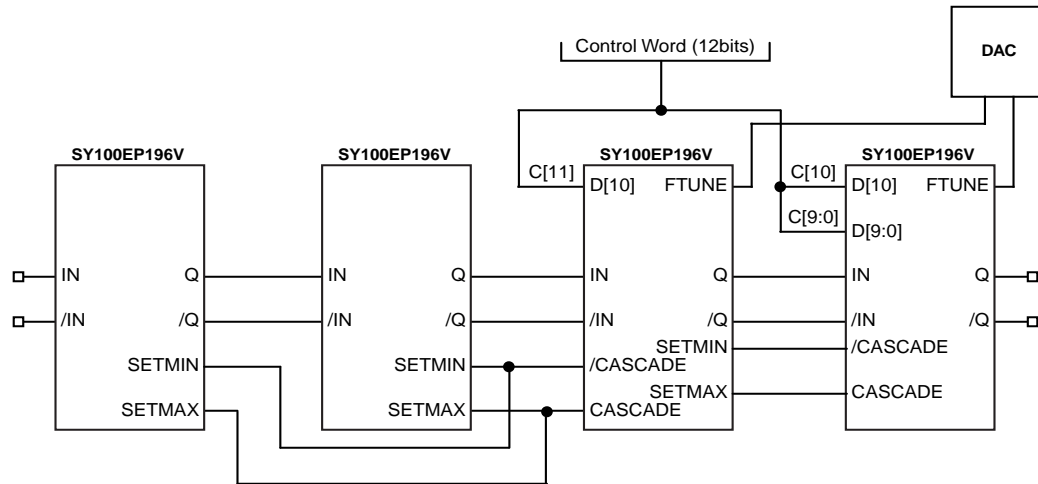 Control Word (12bits)
DAC
SY100EP196V
SY100EP196V
SY100EP196V
SY100EP196V
C[11]
D[10]
FTUNE
C[10]
D[10]
FTUNE
C[9:0]
D[9:0]
IN
Q
IN
Q
IN
Q
IN
Q
/IN
/Q
/IN
/Q
/IN
/Q
/IN
/Q
SETMIN
/CASCADE
SETMIN
SETMIN
/CASCADE
SETMAX
CASCADE
SETMAX
SETMAX
CASCADE